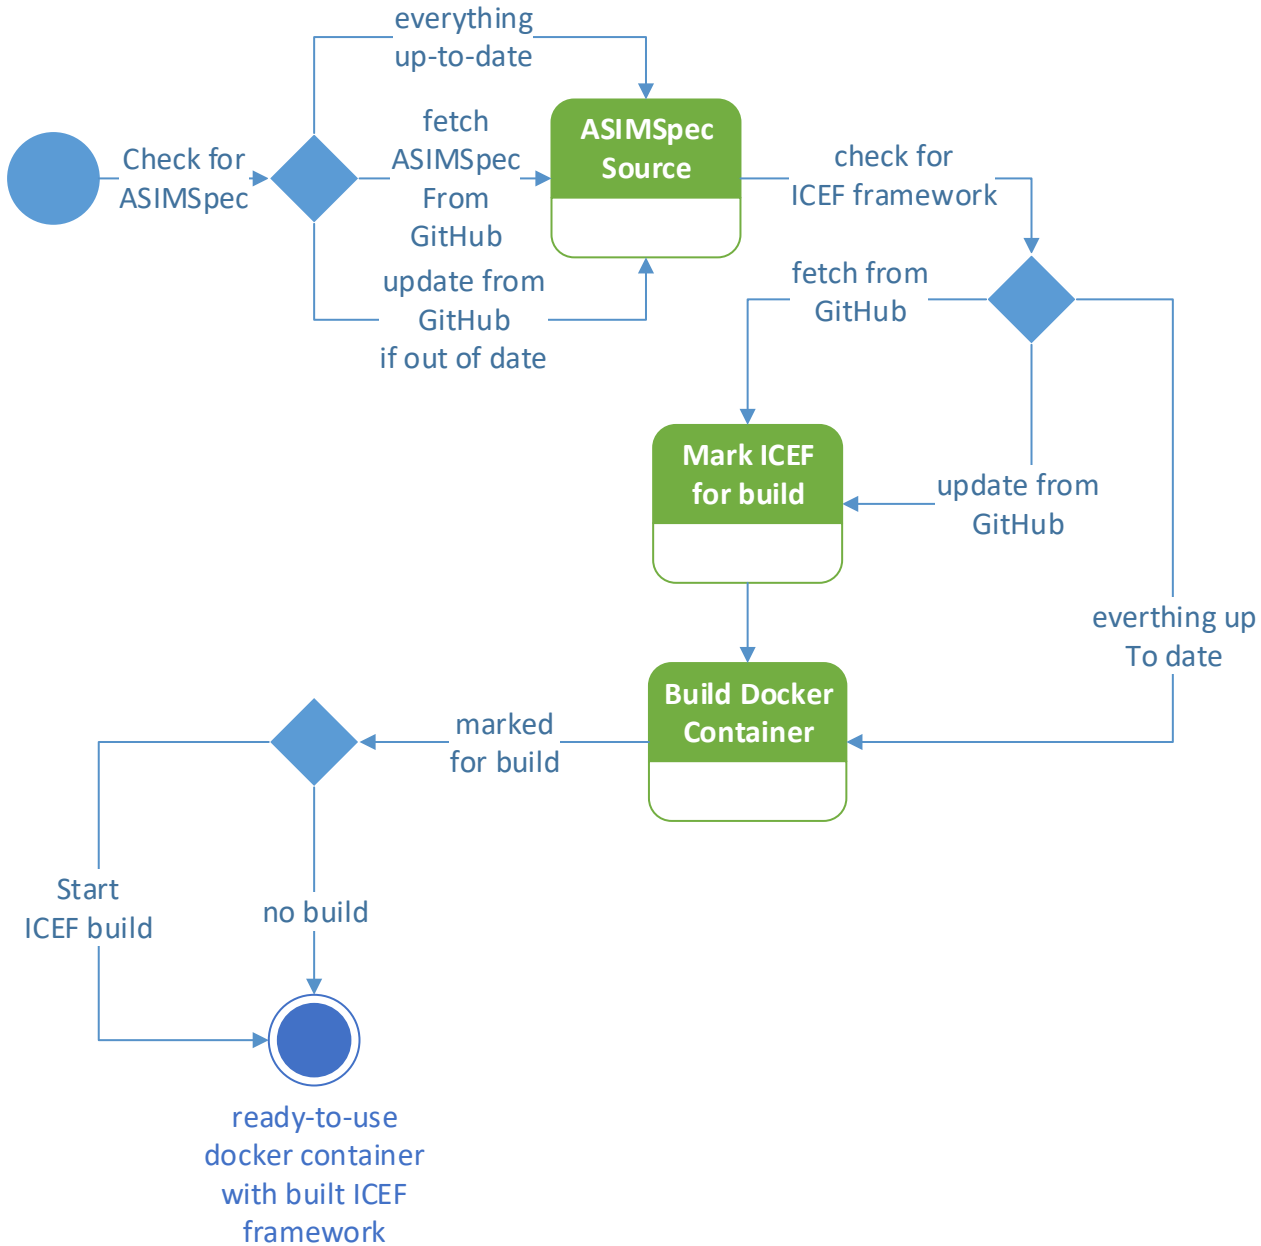 everything
up-to-date
Check for
ASIMSpec
fetch
ASIMSpec
From
GitHub
update from
GitHub
if out of date
ASIMSpec
Source
check for
ICEF framework
fetch from
GitHub
Mark ICEF
for build
update from
GitHub
everthing up
To date
Build Docker
Container
marked
for build
Start
ICEF build
no build
ready-to-use
docker container
with built ICEF
framework